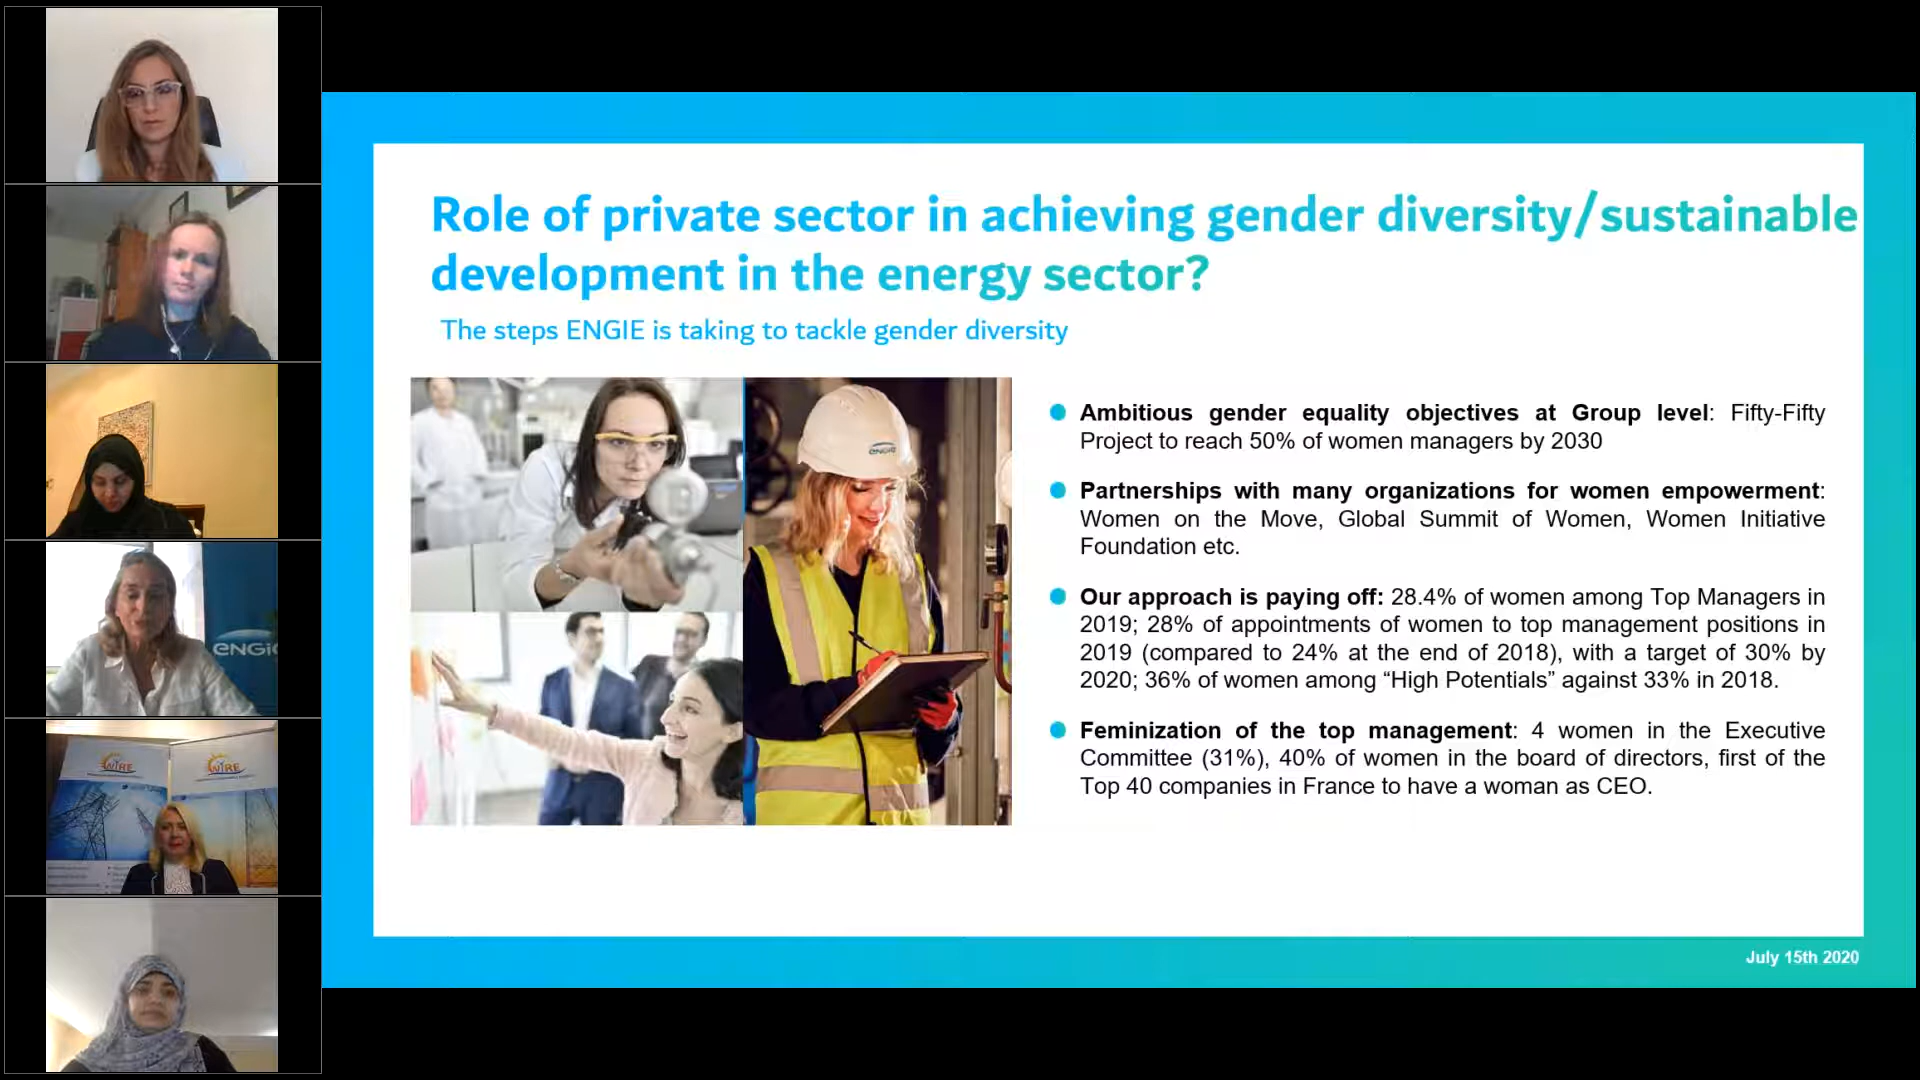 Role of private sector in achieving gender diversity/sustainable
development in the energy sector?
The steps ENGIE is taking to tackle gender diversity
Ambitious gender equality objectives at Group level: Fifty-Fifty
Project to reach 50% of women managers by 2030
Partnerships with many organizations for women empowerment:
Women on the Move, Global Summit of Women, Women Initiative
Foundation etc.
Our approach is paying off: 28.4% of women among Top Managers in
2019; 28% of appointments of women to top management positions in
2019 (compared to 24% at the end of 2018), with a target of 30% by
2020; 36% of women among “High Potentials” against 33% in 2018.
Feminization of the top management: 4 women in the Executive
Committee (31%), 40% of women in the board of directors, first of the
Top 40 companies in France to have a woman as CEO.
July 15th 2020
ENGIE
ENGI
WIRE
WIRE